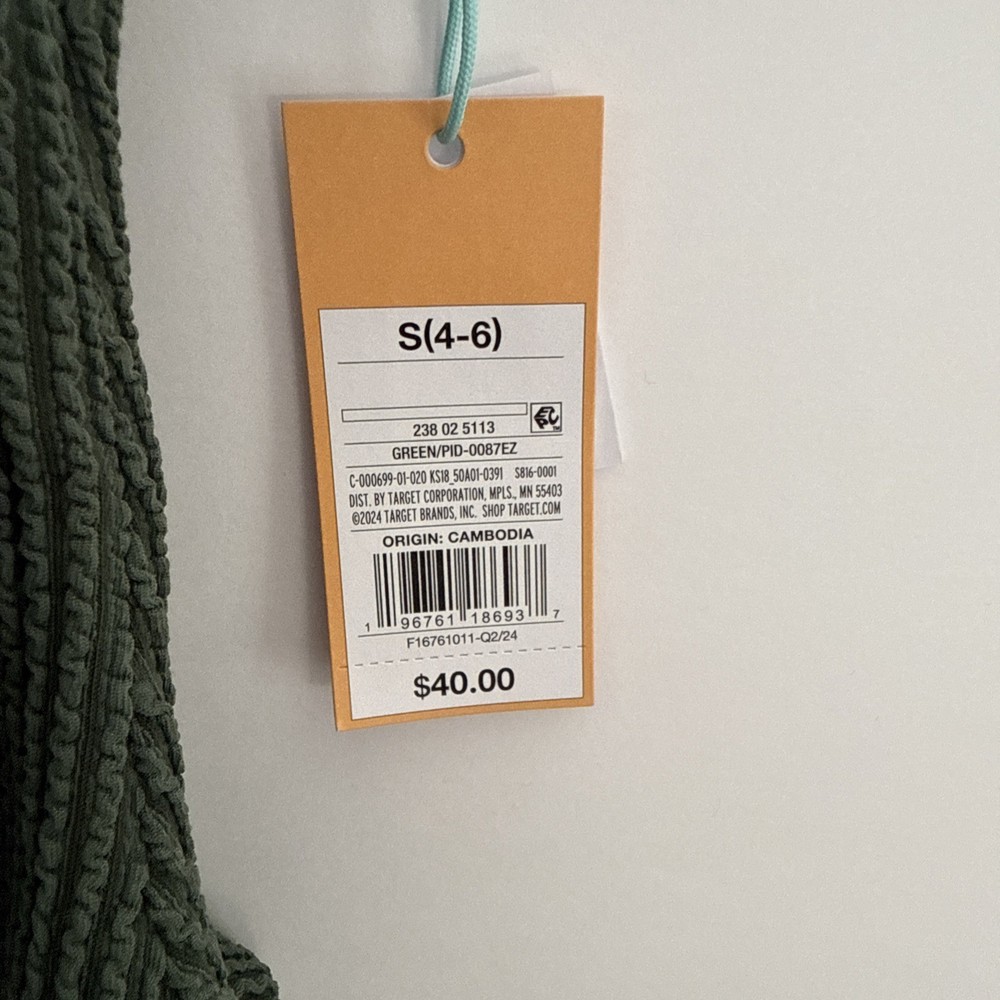 S(4-6)
238 02 5113
GREEN/PID-0087EZ
C-000699-01-020 KS18_50A01-0391 S816-0001
DIST. BY TARGET CORPORATION, MPLS., MN 55403
©2024 TARGET BRANDS, INC. SHOP TARGET.COM
ORIGIN: CAMBODIA
1 96761 18693 7
F16761011-Q2/24
$40.00